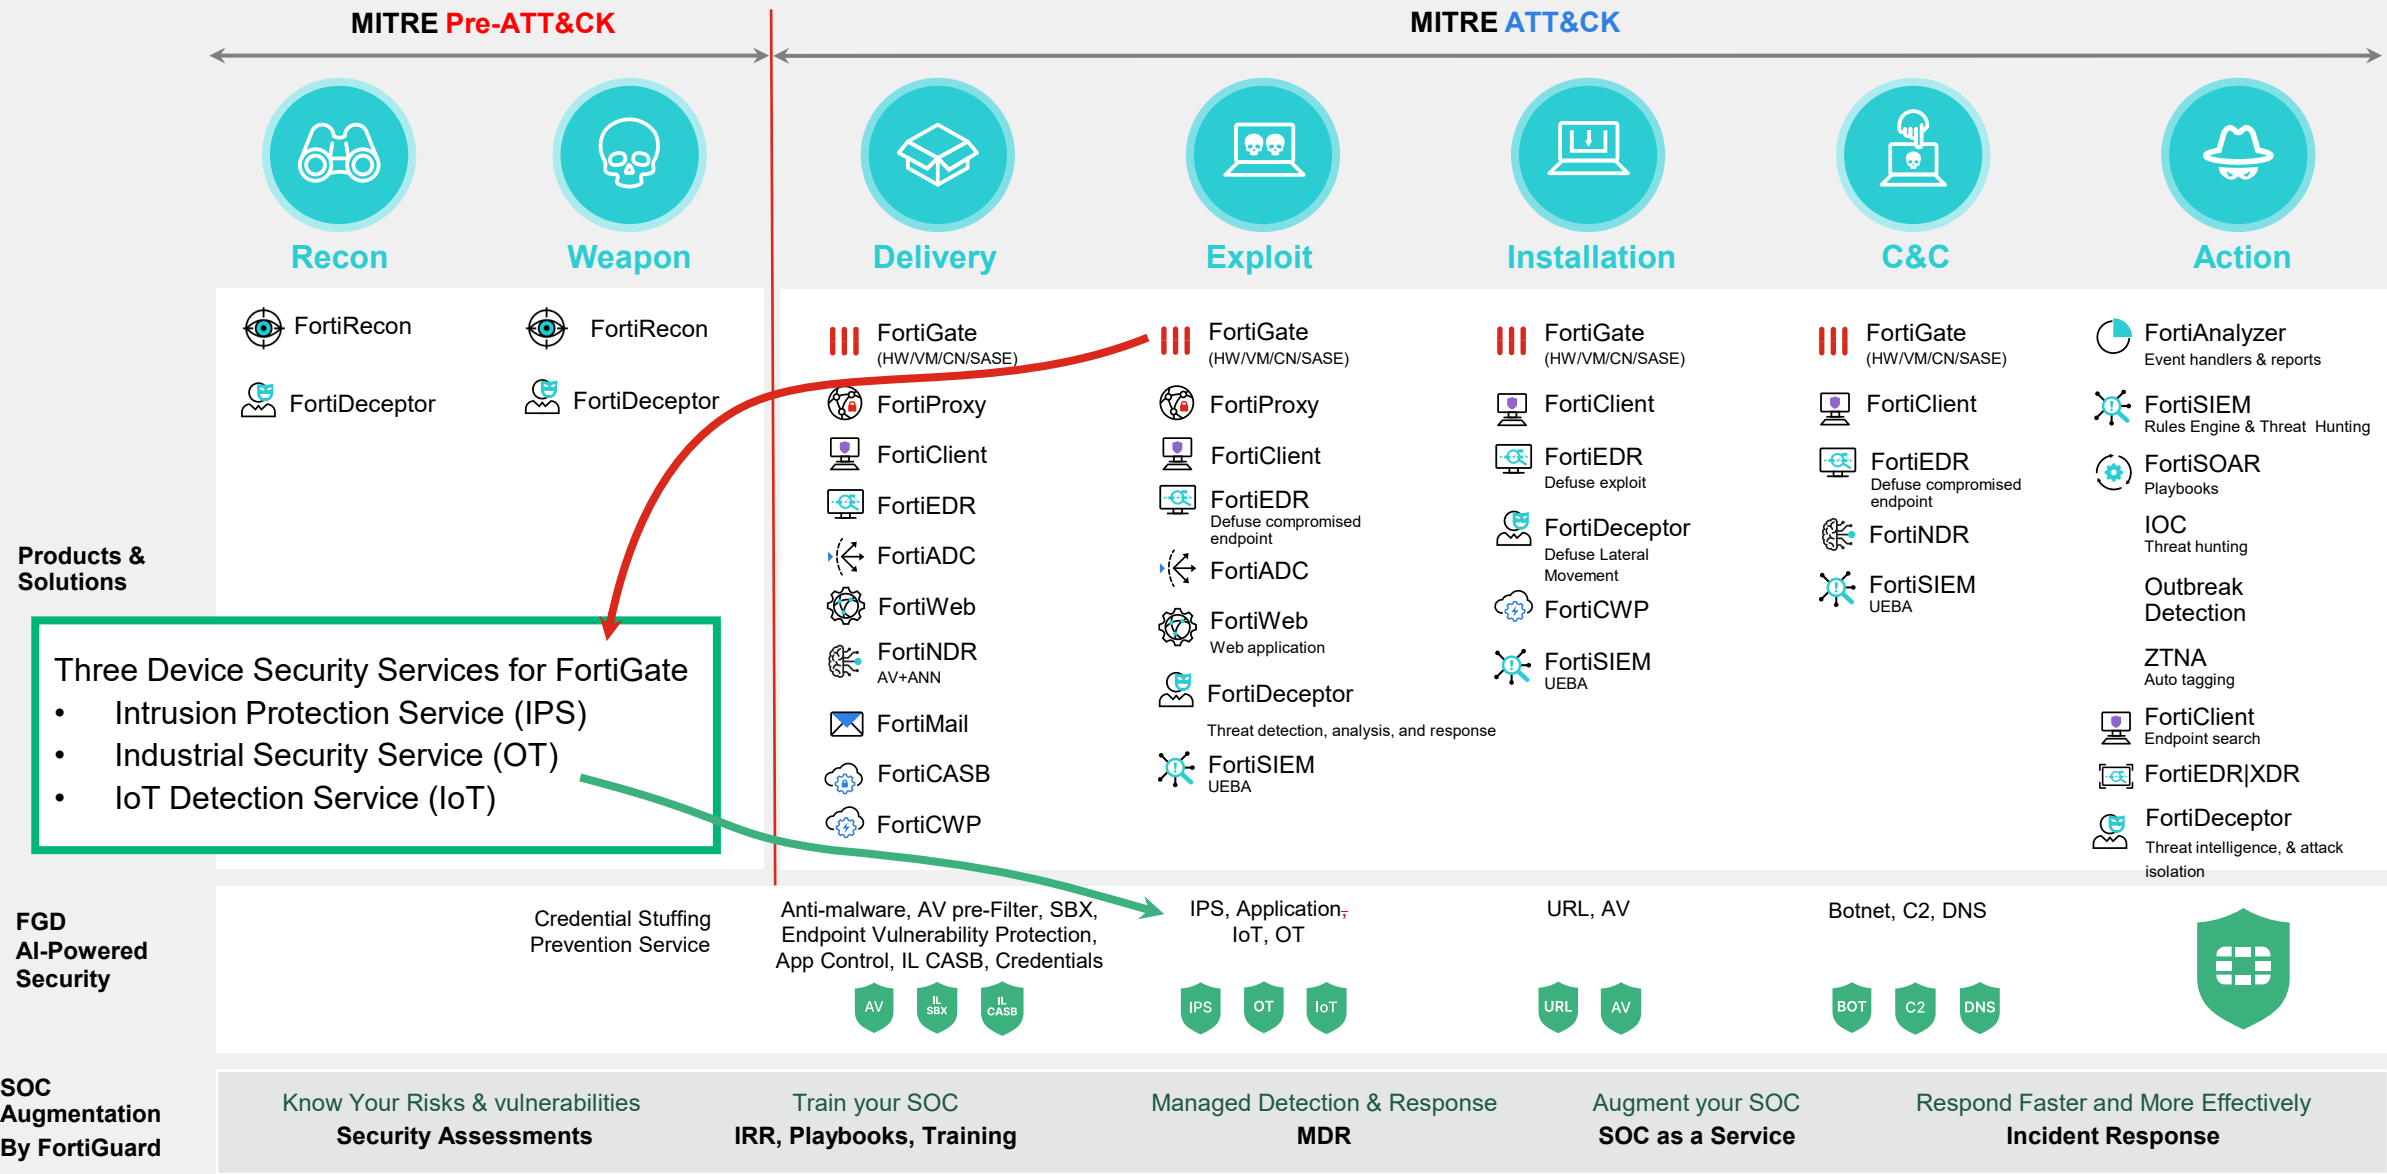 MITRE Pre-ATT&CK
MITRE ATT&CK
Recon
Weapon
Delivery
Exploit
Installation
C&C
Action
Products &
Solutions
FortiRecon
FortiDeceptor
FortiRecon
FortiDeceptor
Three Device Security Services for FortiGate
• Intrusion Protection Service (IPS)
• Industrial Security Service (OT)
• IoT Detection Service (IoT)
FortiGate
(HW/VM/CN/SASE)
FortiProxy
FortiClient
FortiEDR
FortiADC
FortiWeb
FortiNDR
AV+ANN
FortiMail
FortiCASB
FortiCWP
FortiGate
(HW/VM/CN/SASE)
FortiProxy
FortiClient
FortiEDR
Defuse compromised
endpoint
FortiADC
FortiWeb
Web application
FortiDeceptor
Threat detection, analysis, and response
FortiSIEM
UEBA
FortiGate
(HW/VM/CN/SASE)
FortiClient
FortiEDR
Defuse exploit
FortiDeceptor
Defuse Lateral
Movement
FortiCWP
FortiSIEM
UEBA
FortiGate
(HW/VM/CN/SASE)
FortiClient
FortiEDR
Defuse compromised
endpoint
FortiNDR
FortiSIEM
UEBA
FortiAnalyzer
Event handlers & reports
FortiSIEM
Rules Engine & Threat Hunting
FortiSOAR
Playbooks
IOC
Threat hunting
Outbreak
Detection
ZTNA
Auto tagging
FortiClient
Endpoint search
FortiEDR|XDR
FortiDeceptor
Threat intelligence, & attack
isolation
FGD
AI-Powered
Security
Credential Stuffing
Prevention Service
Anti-malware, AV pre-Filter, SBX,
Endpoint Vulnerability Protection,
App Control, IL CASB, Credentials
AV
IL
SBX
IL
CASB
IPS, Application,
IoT, OT
IPS
OT
IoT
URL, AV
URL
AV
Botnet, C2, DNS
BOT
C2
DNS
SOC
Augmentation
By FortiGuard
Know Your Risks & vulnerabilities
Security Assessments
Train your SOC
IRR, Playbooks, Training
Managed Detection & Response
MDR
Augment your SOC
SOC as a Service
Respond Faster and More Effectively
Incident Response